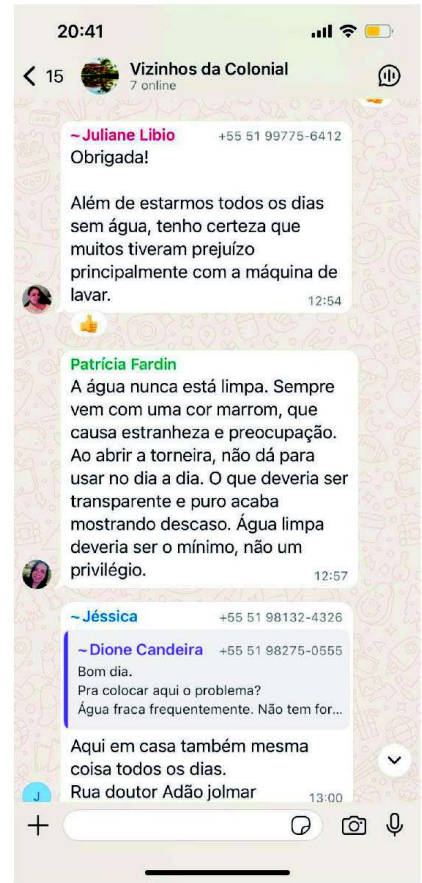 20:41
15
Vizinhos da Colonial
7 online
~Juliane Libio +55 51 99775-6412
Obrigada!
Além de estarmos todos os dias
sem água, tenho certeza que
muitos tiveram prejuízo
principalmente com a máquina de
lavar. 12:54
Patrícia Fardin
A água nunca está limpa. Sempre
vem com uma cor marrom, que
causa estranheza e preocupação.
Ao abrir a torneira, não dá para
usar no dia a dia. O que deveria ser
transparente e puro acaba
mostrando descaso. Água limpa
deveria ser o mínimo, não um
privilégio. 12:57
~Jéssica +55 51 98132-4326
~Dione Candeira +55 51 98275-0555
Bom dia.
Pra colocar aqui o problema?
Água fraca frequentemente. Não tem for...
Aqui em casa também mesma
coisa todos os dias.
Rua doutor Adão jolmar 13:00
J